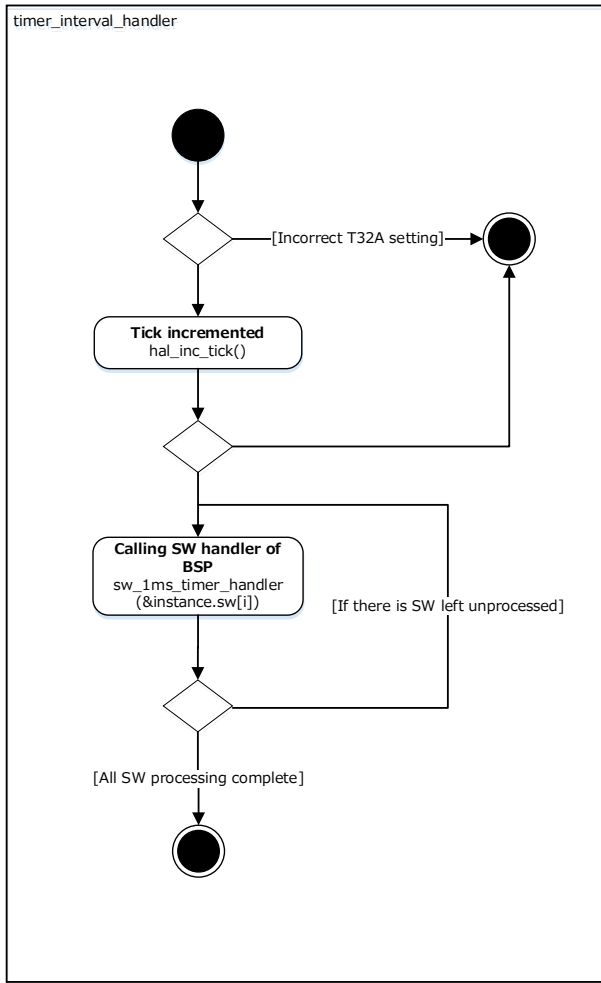 timer_interval_handler
[Incorrect T32A setting]
Tick incremented
hal_inc_tick()
Calling SW handler of
BSP
sw_1ms_timer_handler
(&instance.sw[i])
[If there is SW left unprocessed]
[All SW processing complete]